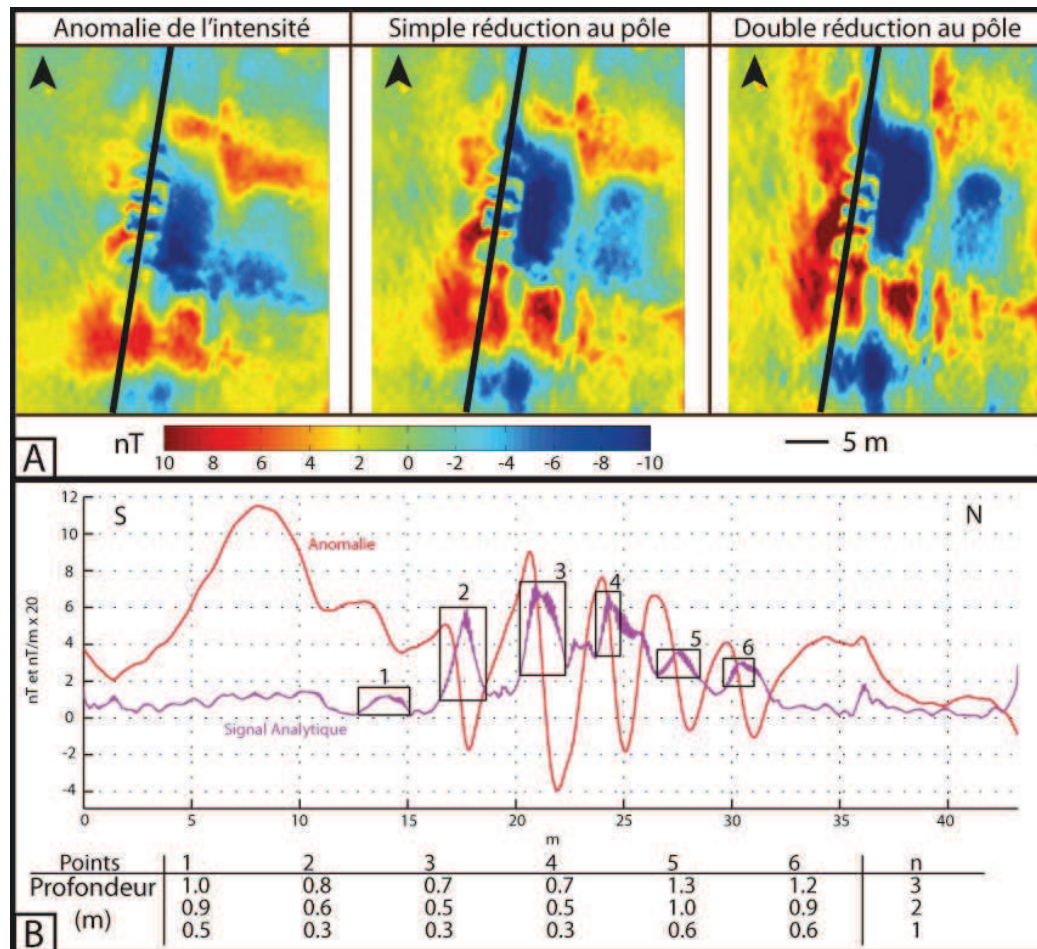 Anomalie de l'intensité Simple réduction au pôle Double réduction au pôle
A nT 10 8 6 4 2 0 -2 -4 -6 -8 -10 5 m
S N
Anomalie
Signal Analytique
nT et nT/m x 20
12
10
8
6
4
2
0
-2
-4
1 2 3 4 5 6
0 5 10 15 20 25 30 35 40
m
Points 1 2 3 4 5 6 n
Profondeur 1.0 0.8 0.7 0.7 1.3 1.2 3
(m) 0.9 0.6 0.5 0.5 1.0 0.9 2
B 0.5 0.3 0.3 0.3 0.6 0.6 1